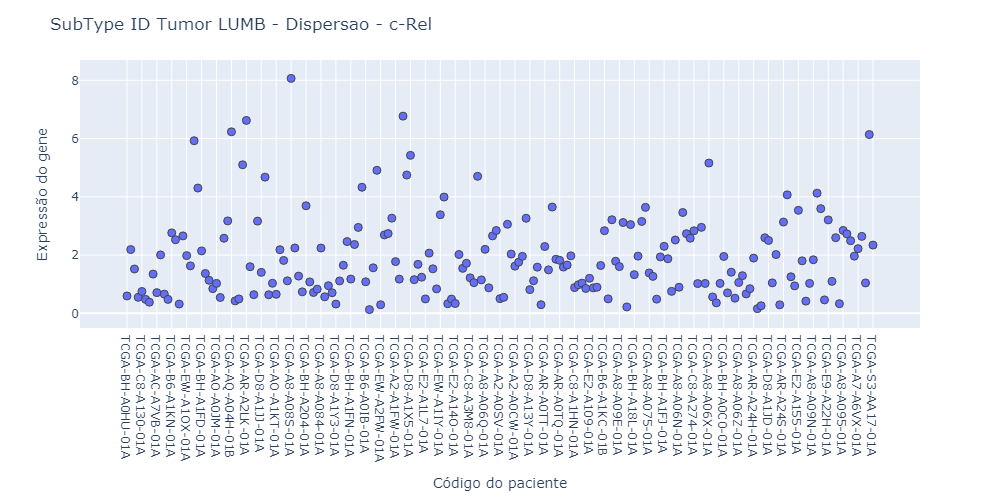 SubType ID Tumor LUMB - Dispersao - c-Rel
Expressão do gene
8
6
4
2
0
TCGA-BH-A0HU-01A
TCGA-C8-A130-01A
TCGA-AC-A7VB-01A
TCGA-B6-A1KN-01A
TCGA-EW-A1OX-01A
TCGA-BH-A1FD-01A
TCGA-AO-A0JM-01A
TCGA-AQ-A04H-01B
TCGA-AR-A2LK-01A
TCGA-D8-A1JJ-01A
TCGA-AO-A1KT-01A
TCGA-A8-A08S-01A
TCGA-BH-A204-01A
TCGA-A8-A084-01A
TCGA-D8-A1Y3-01A
TCGA-BH-A1FN-01A
TCGA-B6-A0IB-01A
TCGA-EW-A2FW-01A
TCGA-A2-A1FW-01A
TCGA-D8-A1X5-01A
TCGA-E2-A1L7-01A
TCGA-EW-A1IY-01A
TCGA-E2-A14O-01A
TCGA-C8-A3M8-01A
TCGA-A8-A06Q-01A
TCGA-A2-A0SV-01A
TCGA-A2-A0CW-01A
TCGA-D8-A13Y-01A
TCGA-AR-A0TT-01A
TCGA-AR-A0TQ-01A
TCGA-C8-A1HN-01A
TCGA-E2-A109-01A
TCGA-B6-A1KC-01B
TCGA-A8-A09E-01A
TCGA-BH-A18L-01A
TCGA-A8-A075-01A
TCGA-BH-A1FJ-01A
TCGA-A8-A06N-01A
TCGA-C8-A274-01A
TCGA-A8-A06X-01A
TCGA-BH-A0C0-01A
TCGA-A8-A06Z-01A
TCGA-AR-A24H-01A
TCGA-D8-A1JD-01A
TCGA-AR-A24S-01A
TCGA-E2-A155-01A
TCGA-A8-A09N-01A
TCGA-E9-A22H-01A
TCGA-A8-A095-01A
TCGA-A7-A6VX-01A
TCGA-S3-AA17-01A
Código do paciente